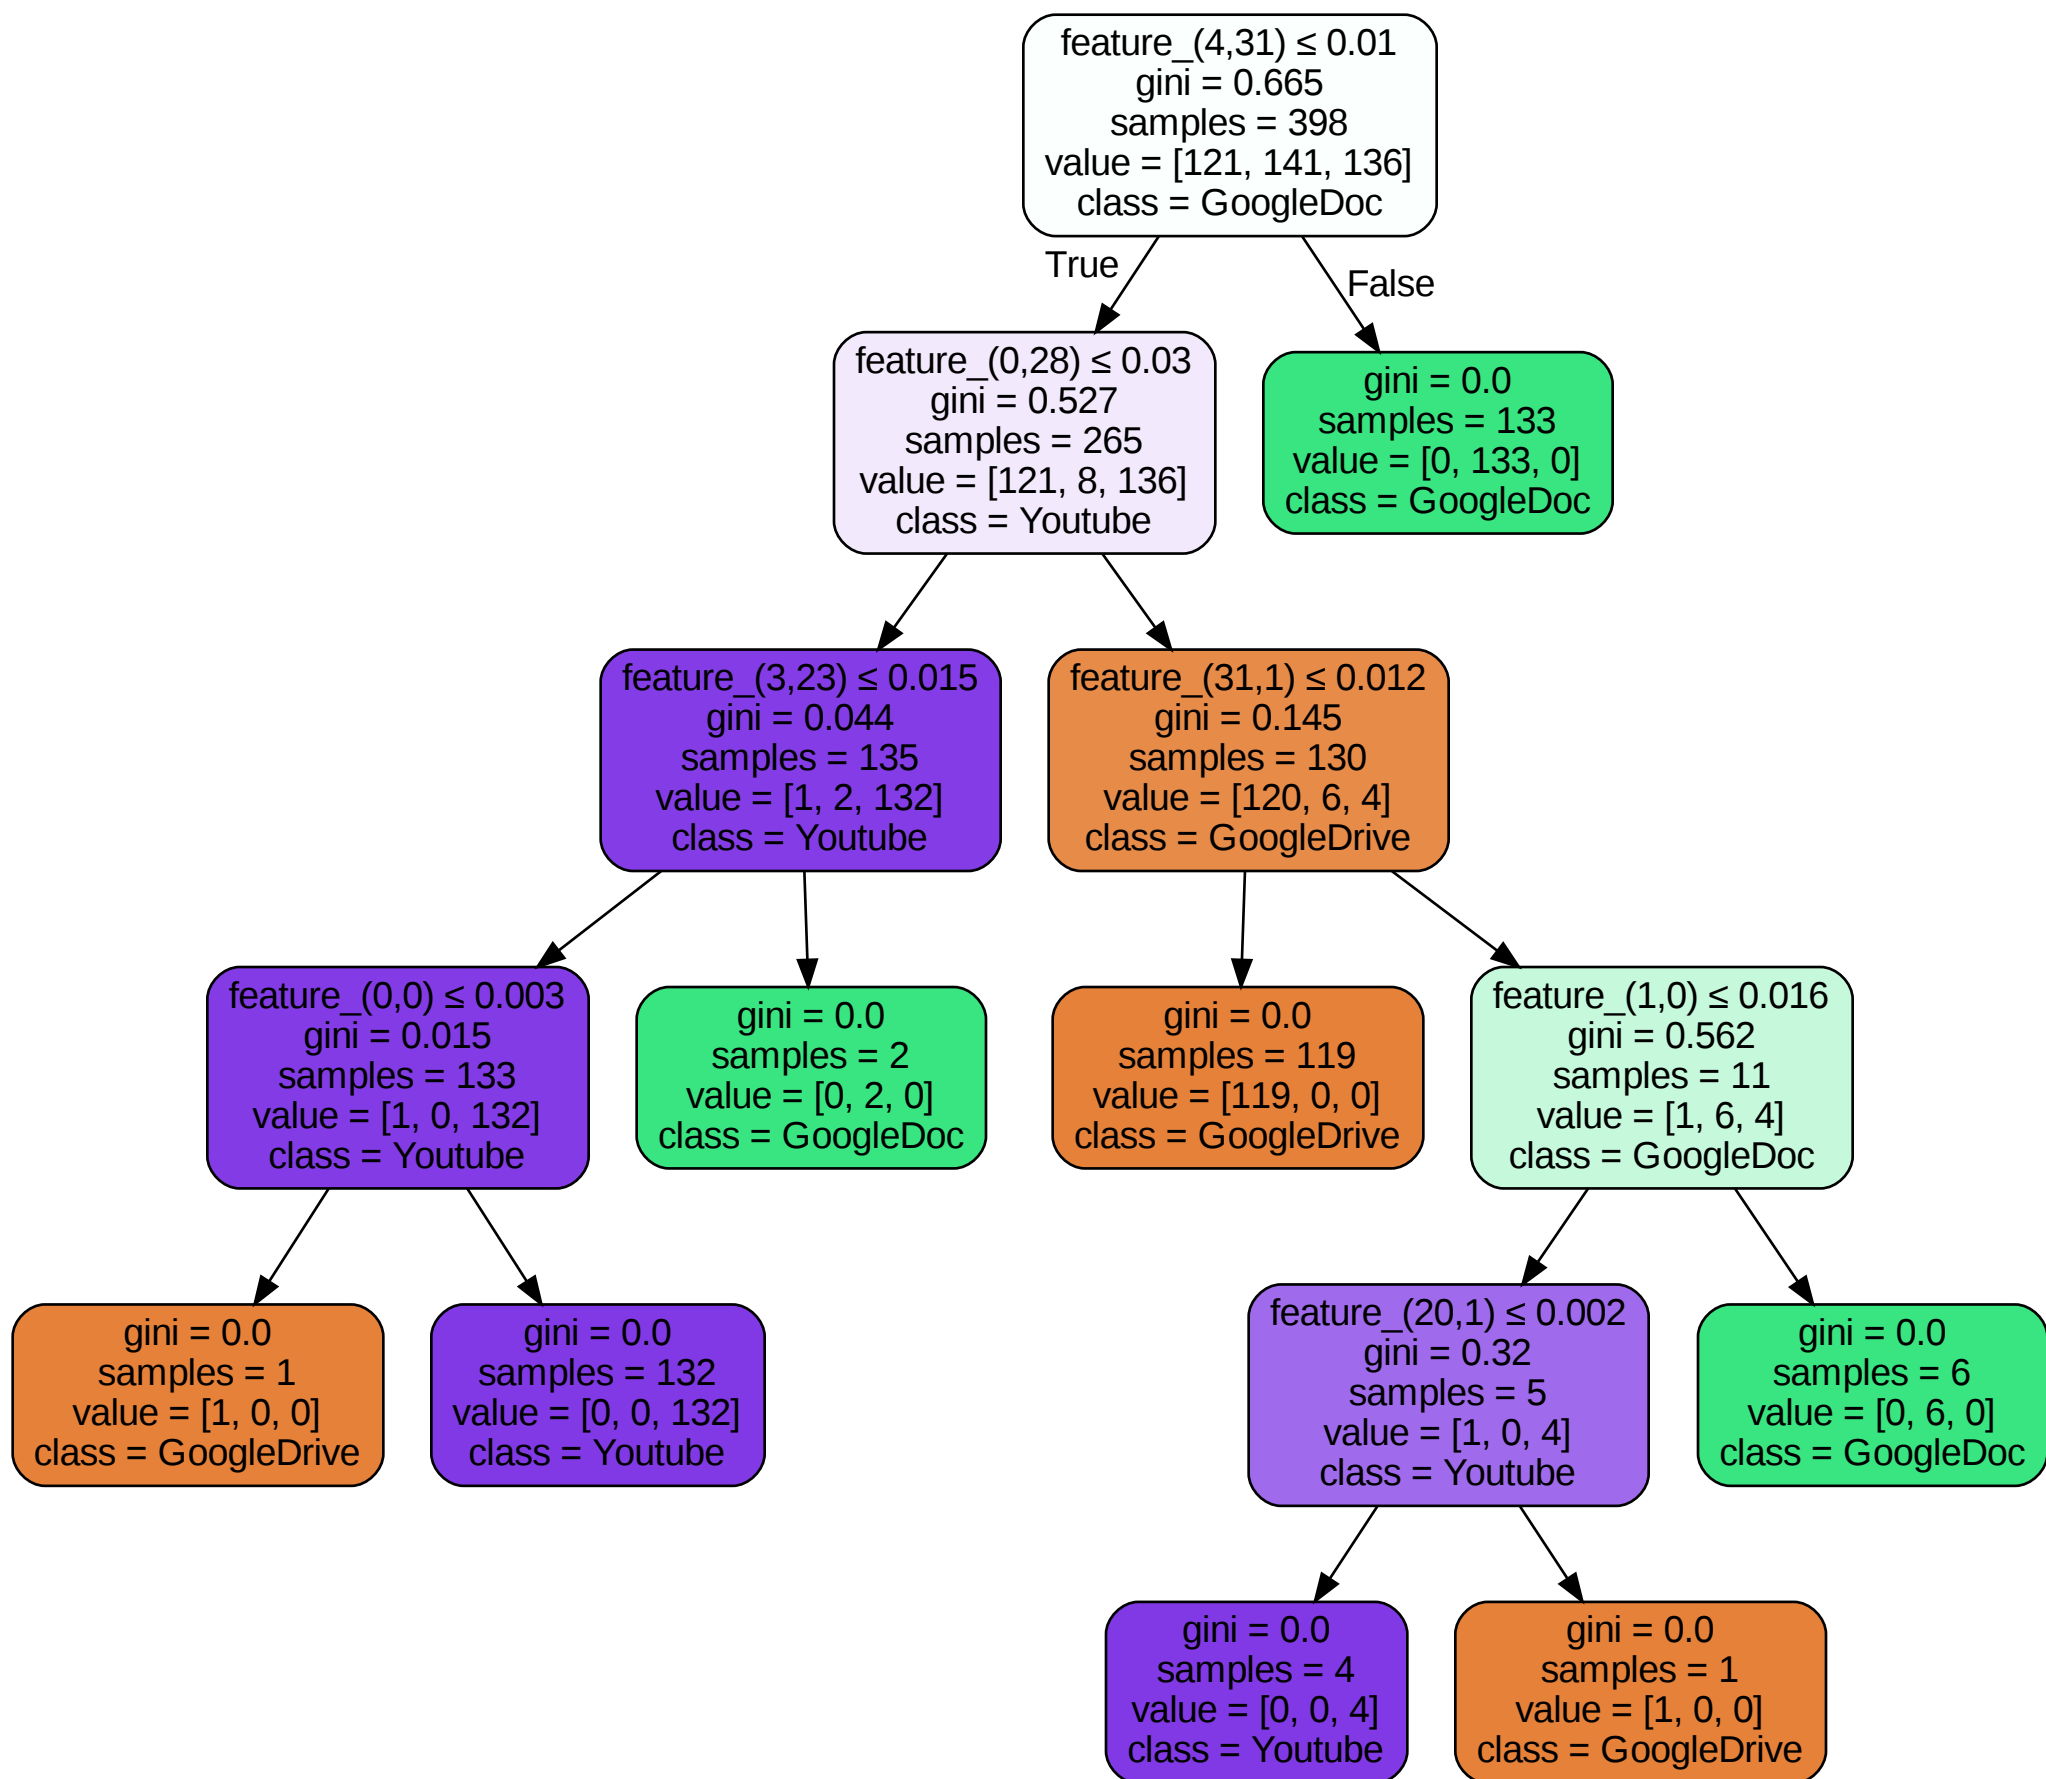 feature_(4,31) ≤ 0.01
gini = 0.665
samples = 398
value = [121, 141, 136]
class = GoogleDoc
True
False
feature_(0,28) ≤ 0.03
gini = 0.527
samples = 265
value = [121, 8, 136]
class = Youtube
gini = 0.0
samples = 133
value = [0, 133, 0]
class = GoogleDoc
feature_(3,23) ≤ 0.015
gini = 0.044
samples = 135
value = [1, 2, 132]
class = Youtube
feature_(31,1) ≤ 0.012
gini = 0.145
samples = 130
value = [120, 6, 4]
class = GoogleDrive
feature_(0,0) ≤ 0.003
gini = 0.015
samples = 133
value = [1, 0, 132]
class = Youtube
gini = 0.0
samples = 2
value = [0, 2, 0]
class = GoogleDoc
gini = 0.0
samples = 119
value = [119, 0, 0]
class = GoogleDrive
feature_(1,0) ≤ 0.016
gini = 0.562
samples = 11
value = [1, 6, 4]
class = GoogleDoc
gini = 0.0
samples = 1
value = [1, 0, 0]
class = GoogleDrive
gini = 0.0
samples = 132
value = [0, 0, 132]
class = Youtube
feature_(20,1) ≤ 0.002
gini = 0.32
samples = 5
value = [1, 0, 4]
class = Youtube
gini = 0.0
samples = 6
value = [0, 6, 0]
class = GoogleDoc
gini = 0.0
samples = 4
value = [0, 0, 4]
class = Youtube
gini = 0.0
samples = 1
value = [1, 0, 0]
class = GoogleDrive